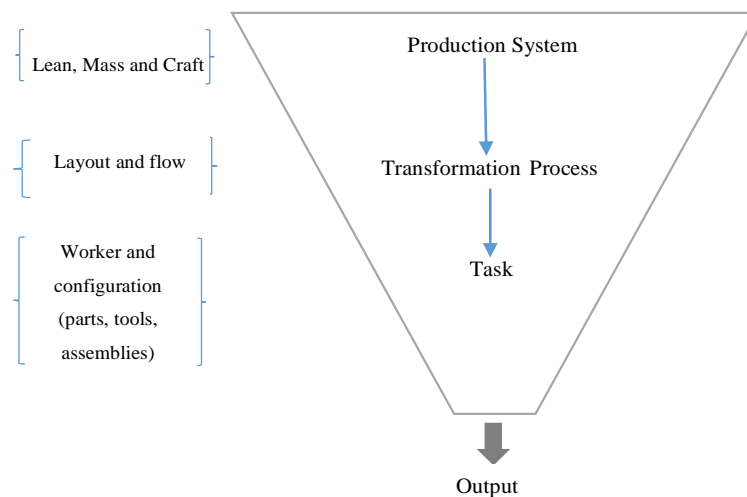 Production System
Lean, Mass and Craft
Layout and flow
Transformation Process
Worker and
configuration
(parts, tools,
assemblies)
Task
Output